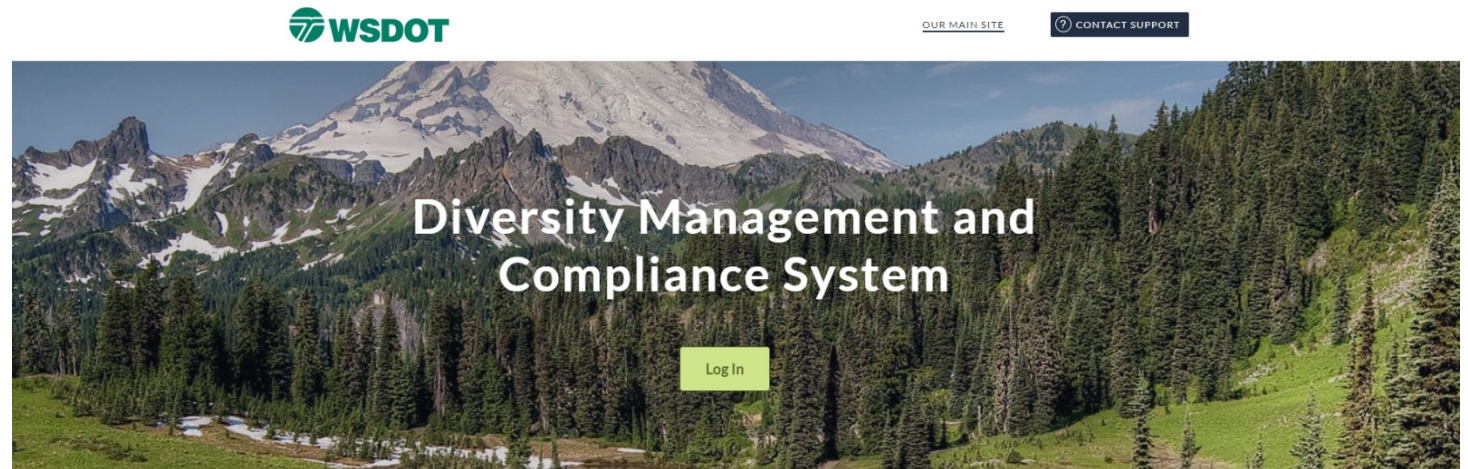 WSDOT
OUR MAIN SITE
? CONTACT SUPPORT
Diversity Management and
Compliance System
Log In